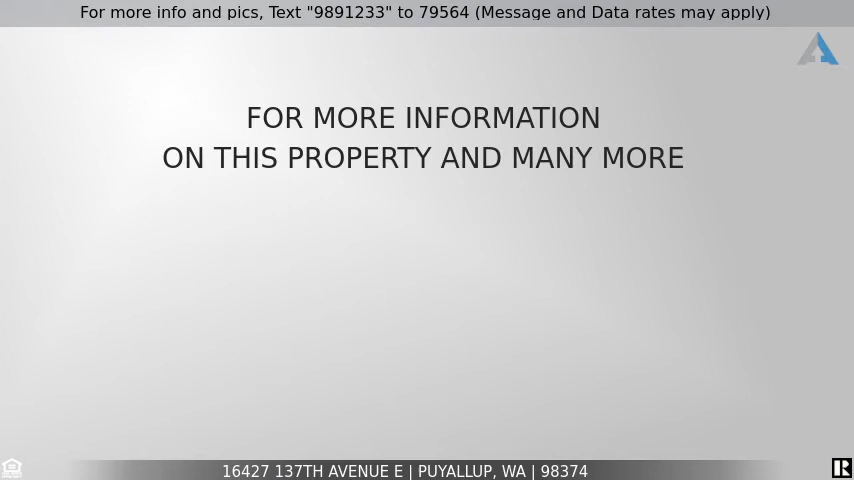 For more info and pics, Text "9891233" to 79564 (Message and Data rates may apply)
FOR MORE INFORMATION
ON THIS PROPERTY AND MANY MORE
16427 137TH AVENUE E | PUYALLUP, WA | 98374